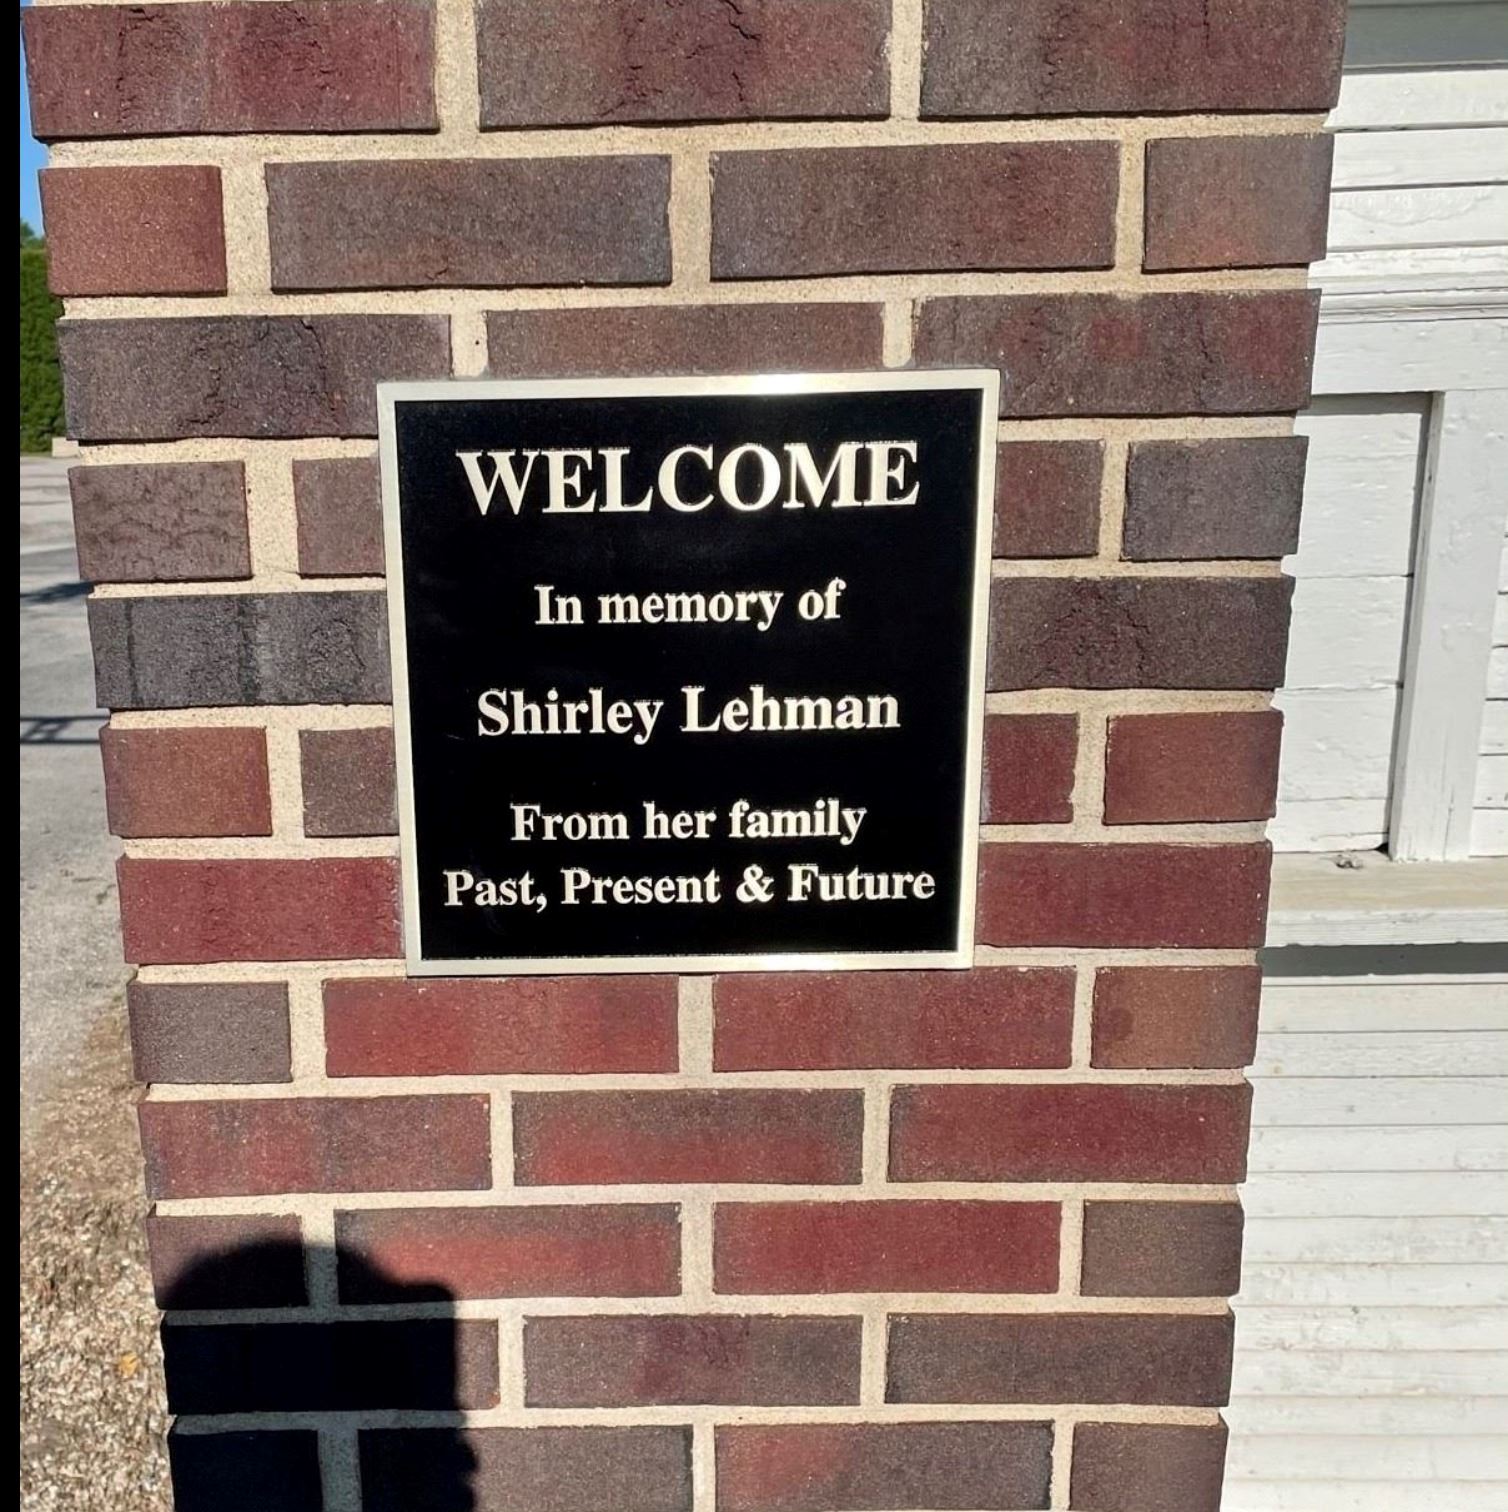 WELCOME
In memory of
Shirley Lehman
From her family
Past, Present & Future